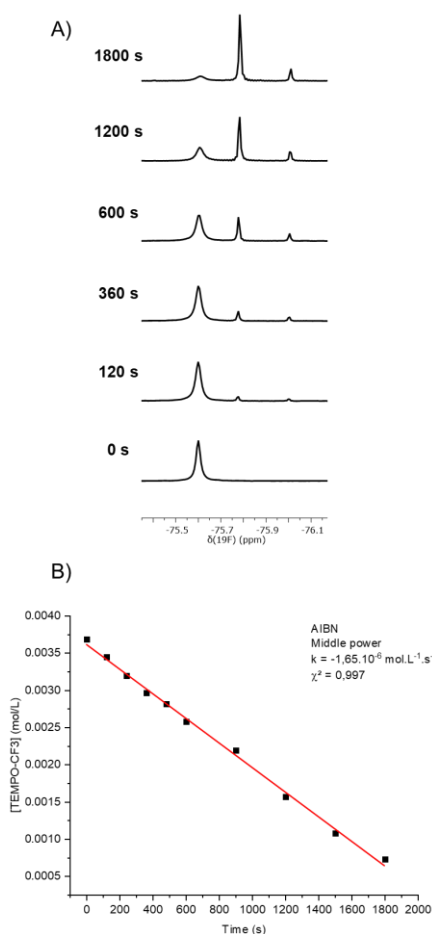 A)
1800 s
1200 s
600 s
360 s
120 s
0 s
-75.5 -75.7 -75.9 -76.1
δ(19F) (ppm)
B)
AIBN
Middle power
k = -1,65.10⁻⁶ mol.L⁻¹.s⁻
χ² = 0,997
[TEMPO-CF3] (mol/L)
0.0040
0.0035
0.0030
0.0025
0.0020
0.0015
0.0010
0.0005
0 200 400 600 800 1000 1200 1400 1600 1800 2000
Time (s)